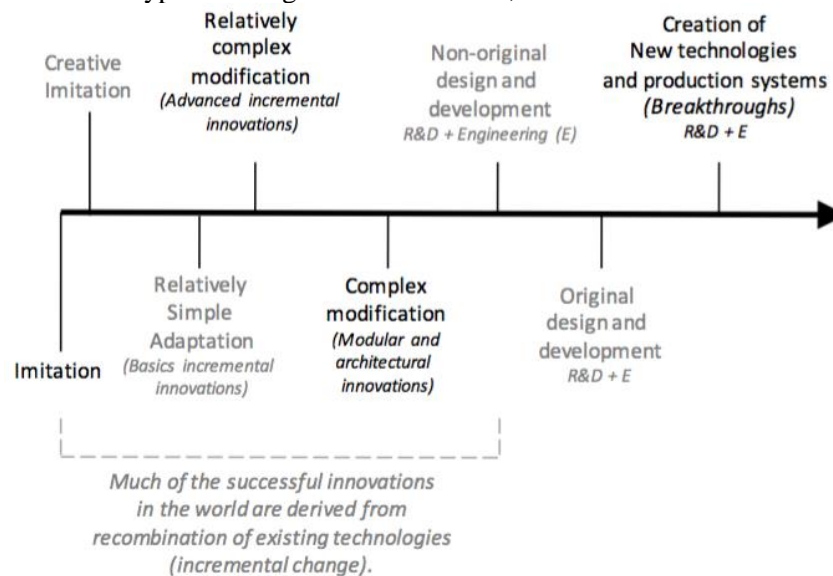 Relatively
complex
modification
(Advanced incremental
innovations)
Creation of
New technologies
and production systems
(Breakthroughs)
R&D + E
Creative
Imitation
Non-original
design and
development
R&D + Engineering (E)
Imitation
Relatively
Simple
Adaptation
(Basics incremental
innovations)
Complex
modification
(Modular and
architectural
innovations)
Original
design and
development
R&D + E
Much of the successful innovations
in the world are derived from
recombination of existing technologies
(incremental change).